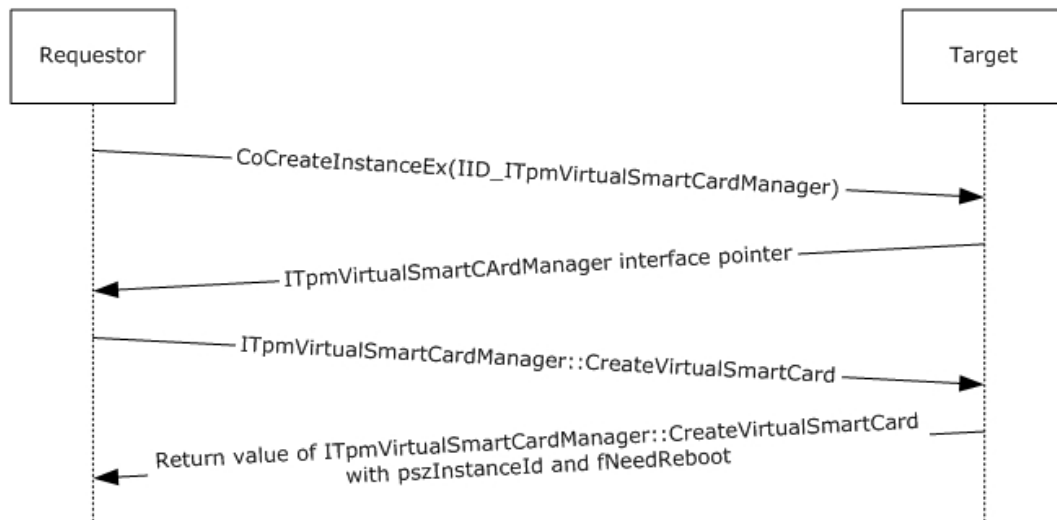 Requestor
Target
CoCreateInstanceEx(IID_ITpmVirtualSmartCardManager)
ITpmVirtualSmartCArdManager interface pointer
ITpmVirtualSmartCardManager::CreateVirtualSmartCard
Return value of ITpmVirtualSmartCardManager::CreateVirtualSmartCard
with pszInstanceId and fNeedReboot